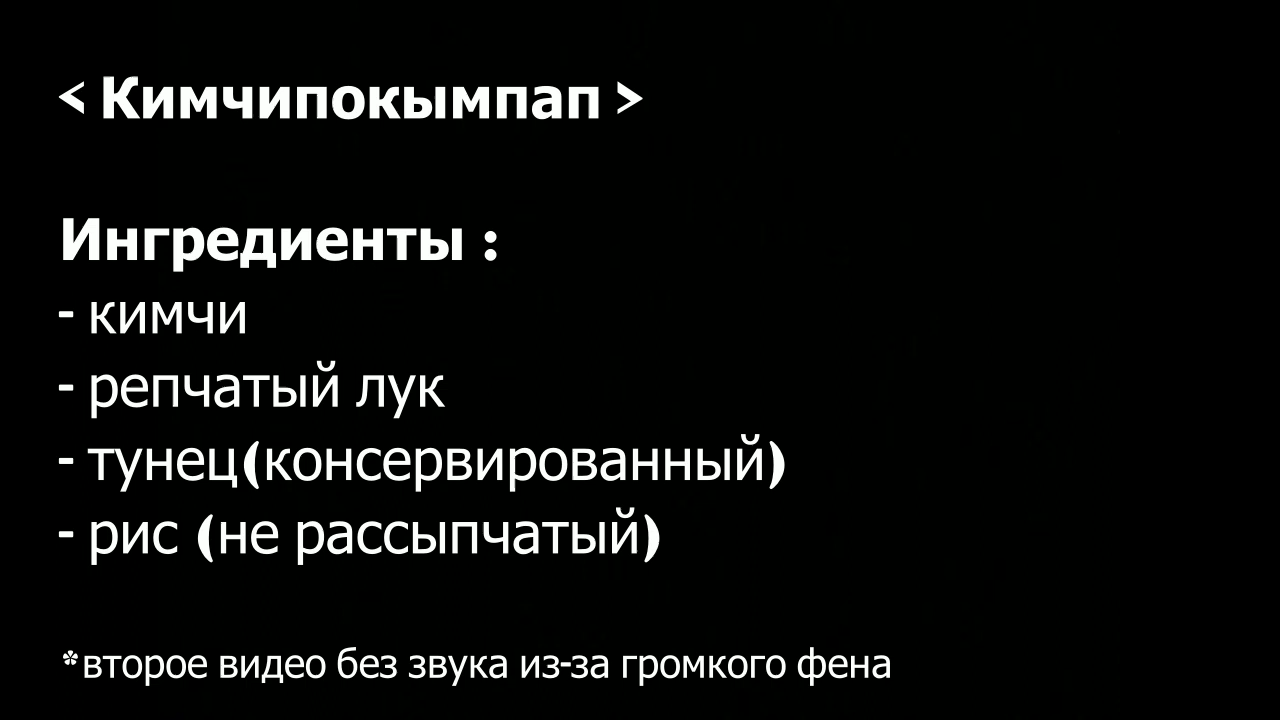 < Кимчипокымпап >
Ингредиенты :
- кимчи
- репчатый лук
- тунец(консервированный)
- рис (не рассыпчатый)
*второе видео без звука из-за громкого фена